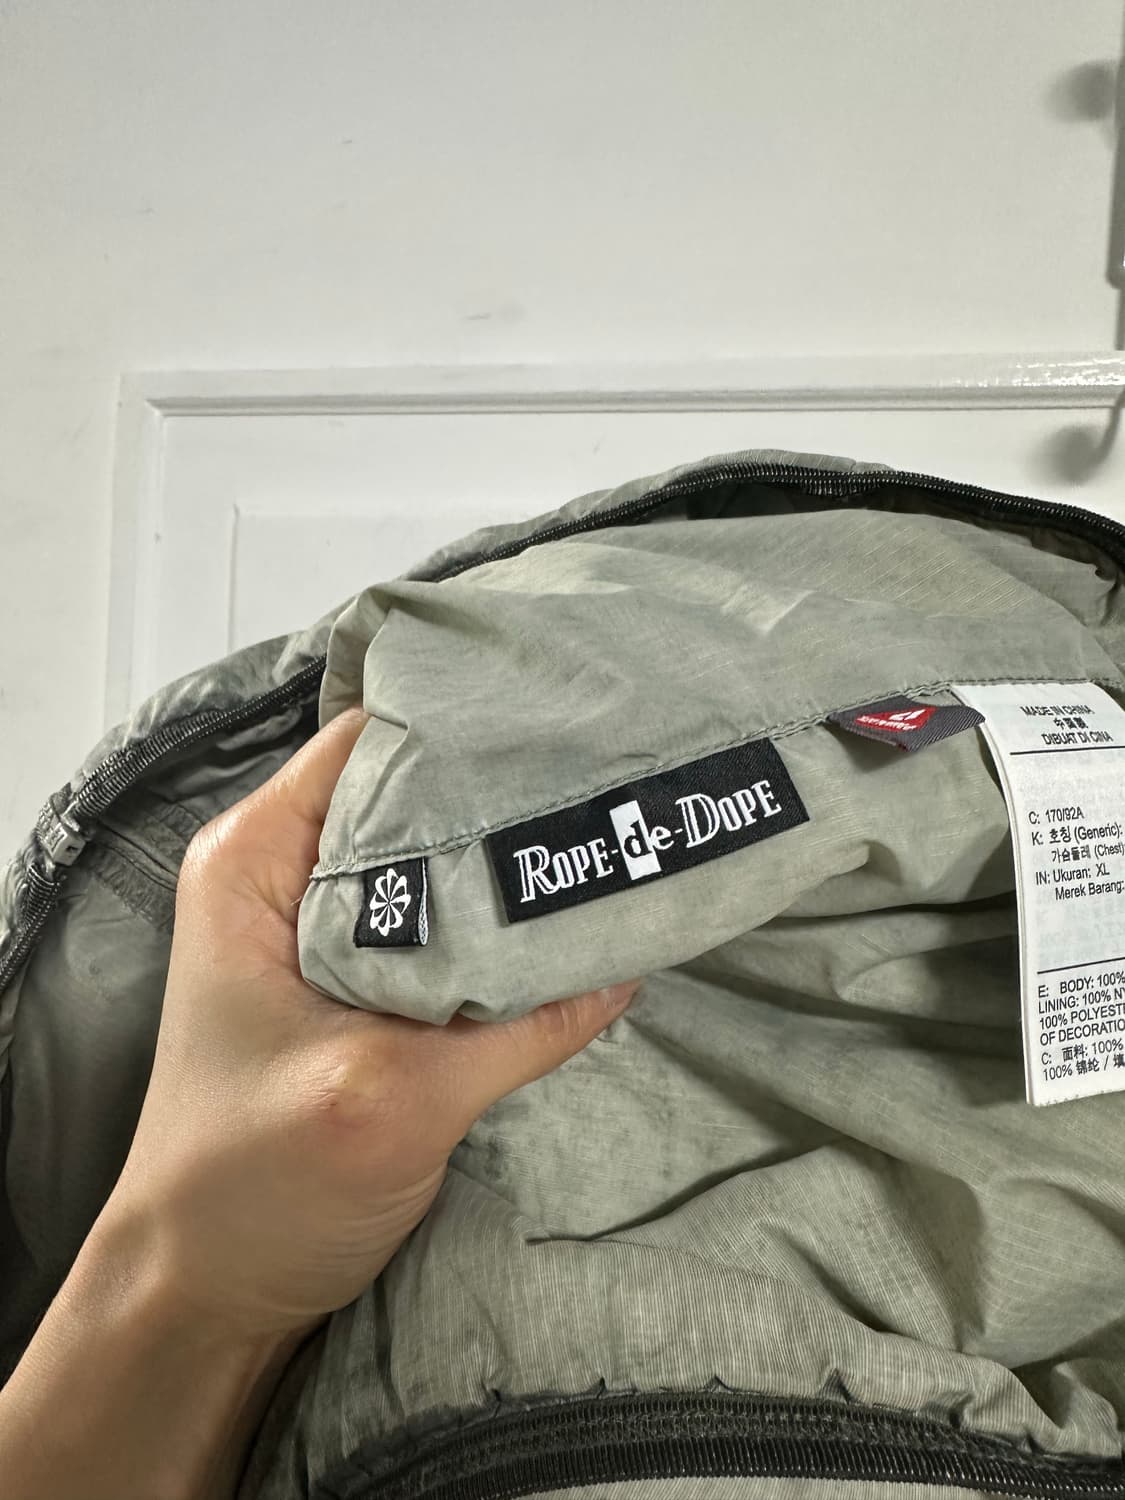 ROPE-de-DOPE
MADE IN CHINA
中国製
DIBUAT DI CINA
C: 170/92A
K: 호칭 (Generic):
가슴둘레 (Chest)
IN: Ukuran: XL
Merek Barang:
E: BODY: 100%
LINING: 100% NY
100% POLYEST
OF DECORATIO
C: 面料: 100%
100% 锦纶 / 填